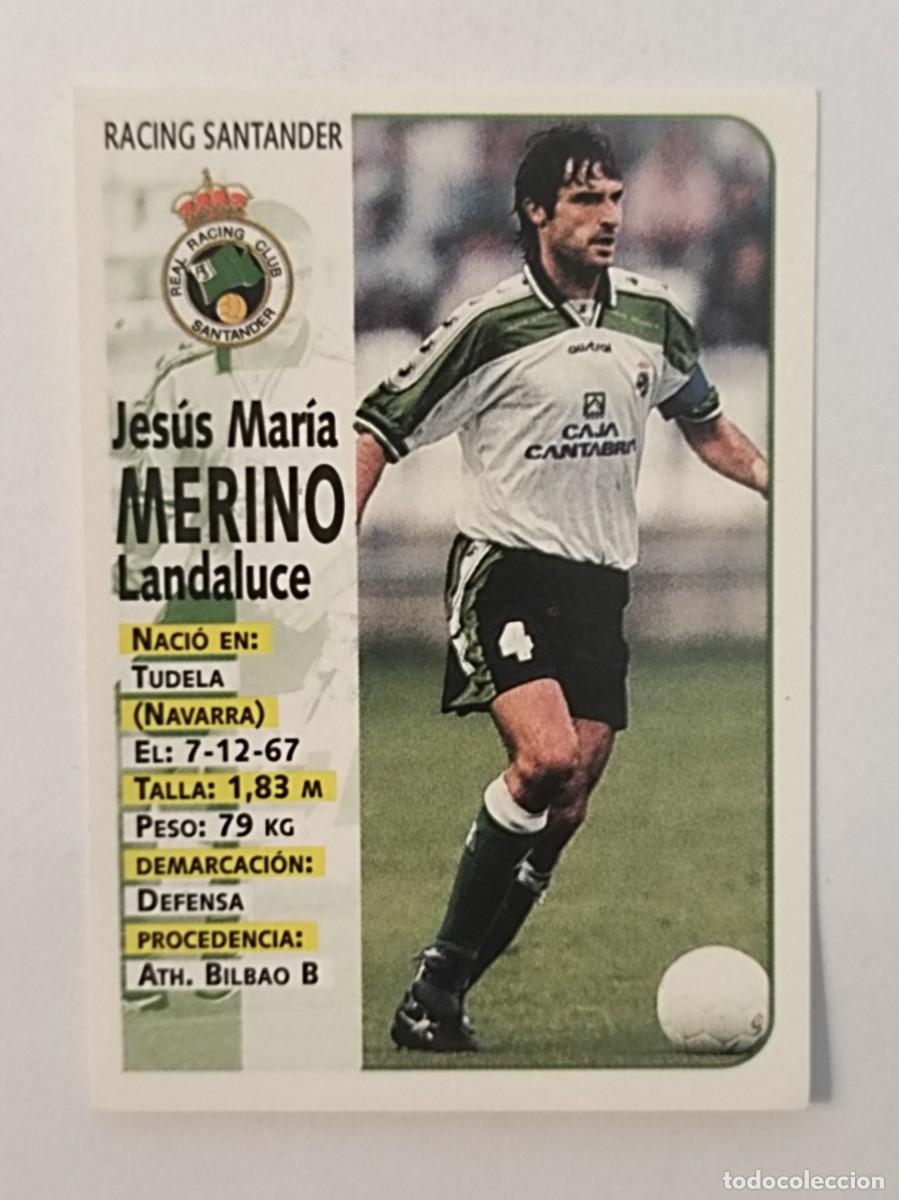 RACING SANTANDER
REAL RACING CLUB
SANTANDER
Jesús María
MERINO
Landaluce
NACIÓ EN:
TUDELA
(NAVARRA)
EL: 7-12-67
TALLA: 1,83 M
PESO: 79 KG
DEMARCACIÓN:
DEFENSA
PROCEDENCIA:
ATH. BILBAO B
austral
CAJA
CANTABRIA
4
todocoleccion